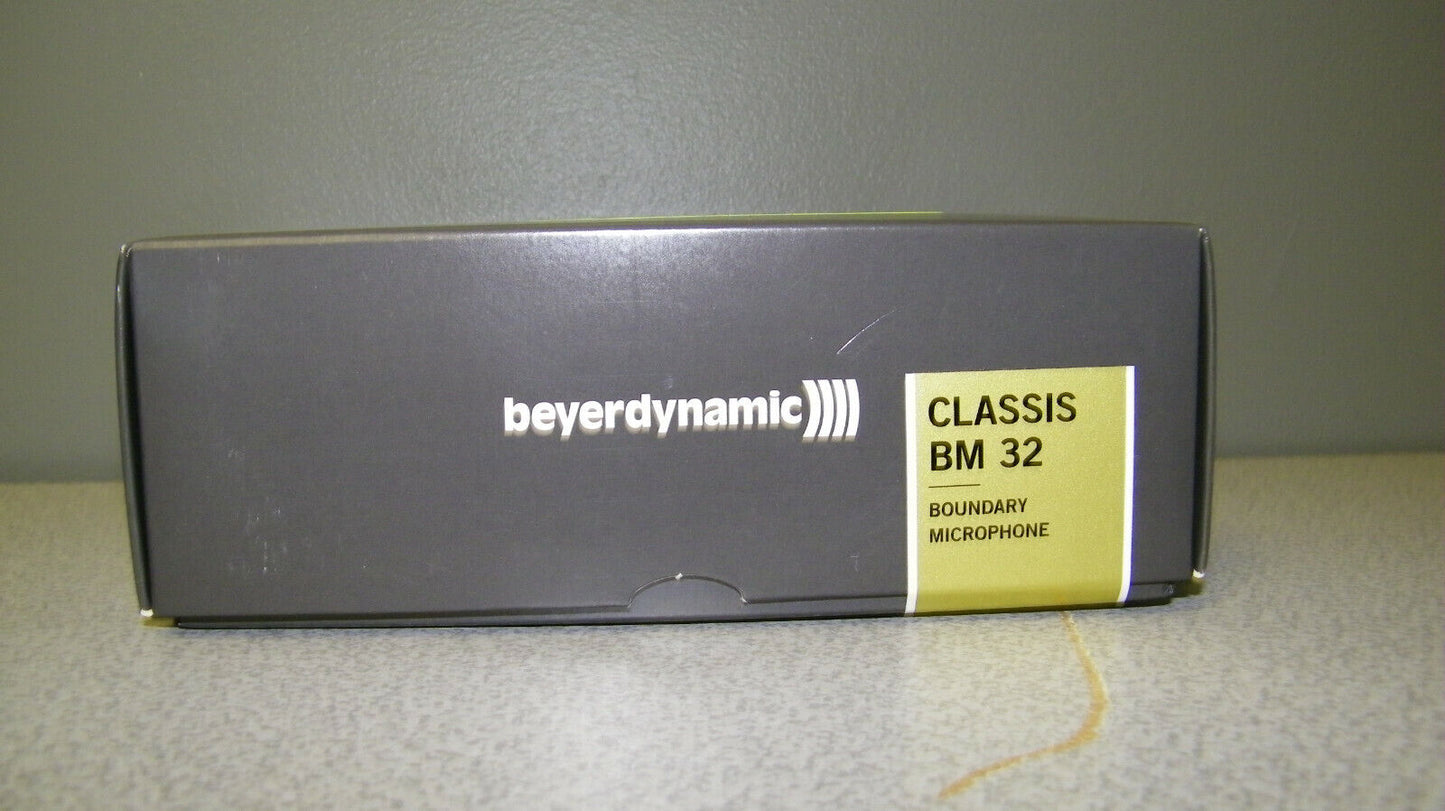 beyerdynamic
CLASSIS
BM 32
BOUNDARY
MICROPHONE